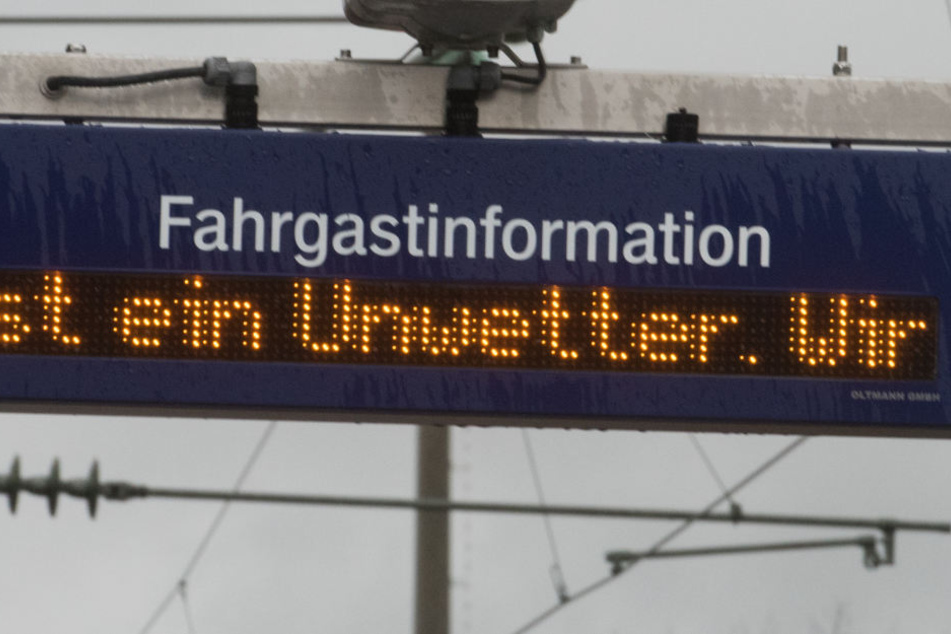 Fahrgastinformation
st ein Unwetter. Wir
OLTMANN GMBH